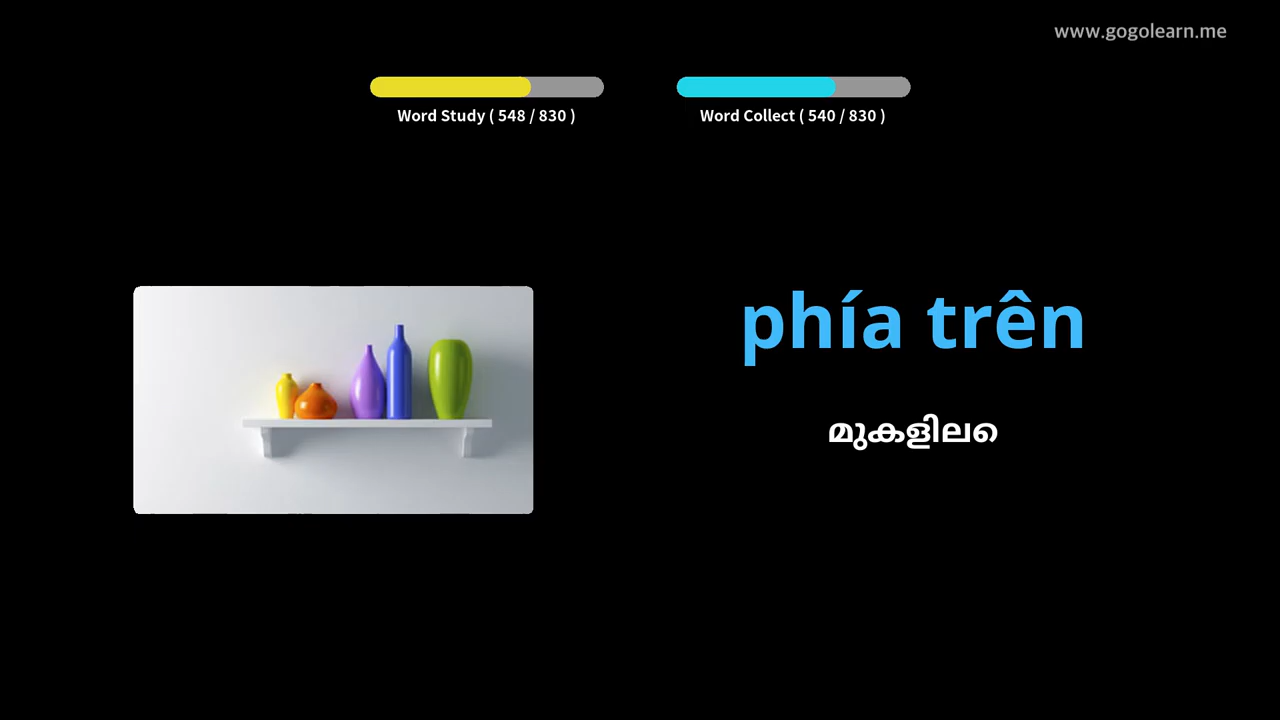 www.gogolearn.me
Word Study ( 548 / 830 )
Word Collect ( 540 / 830 )
phía trên
മുകളിലെ